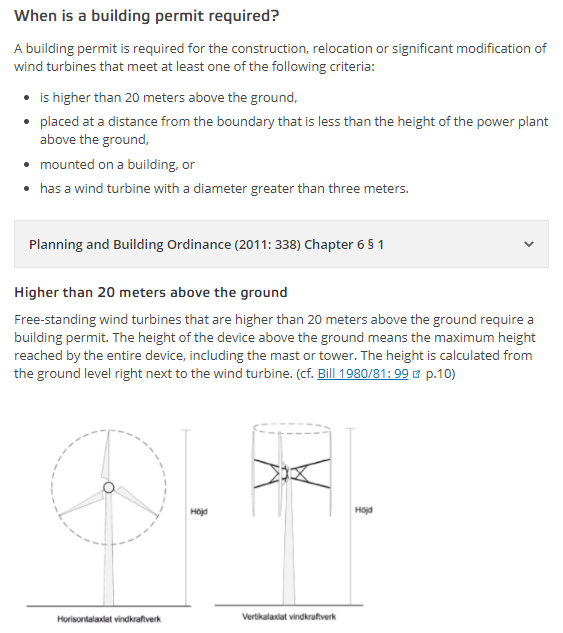 When is a building permit required?
A building permit is required for the construction, relocation or significant modification of
wind turbines that meet at least one of the following criteria:
• is higher than 20 meters above the ground,
• placed at a distance from the boundary that is less than the height of the power plant
above the ground,
• mounted on a building, or
• has a wind turbine with a diameter greater than three meters.
Planning and Building Ordinance (2011: 338) Chapter 6 § 1
Higher than 20 meters above the ground
Free-standing wind turbines that are higher than 20 meters above the ground require a
building permit. The height of the device above the ground means the maximum height
reached by the entire device, including the mast or tower. The height is calculated from
the ground level right next to the wind turbine. (cf. Bill 1980/81: 99 p.10)
Höjd
Höjd
Horisontalaxlat vindkraftverk
Vertikalaxlat vindkraftverk